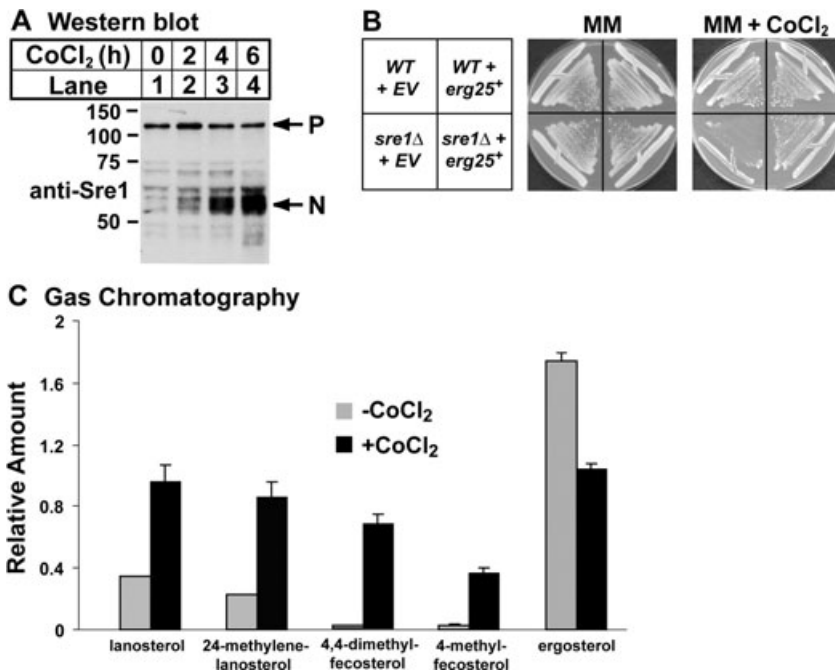 A Western blot
CoCl2 (h) 0 2 4 6
Lane 1 2 3 4
150
100
75
50
anti-Sre1
P
N
B
MM
MM + CoCl2
WT + EV
WT + erg25+
sre1Δ + EV
sre1Δ + erg25+
C Gas Chromatography
Relative Amount
2
1.6
1.2
0.8
0.4
0
-CoCl2
+CoCl2
lanosterol
24-methylene-lanosterol
4,4-dimethyl-fecosterol
4-methyl-fecosterol
ergosterol